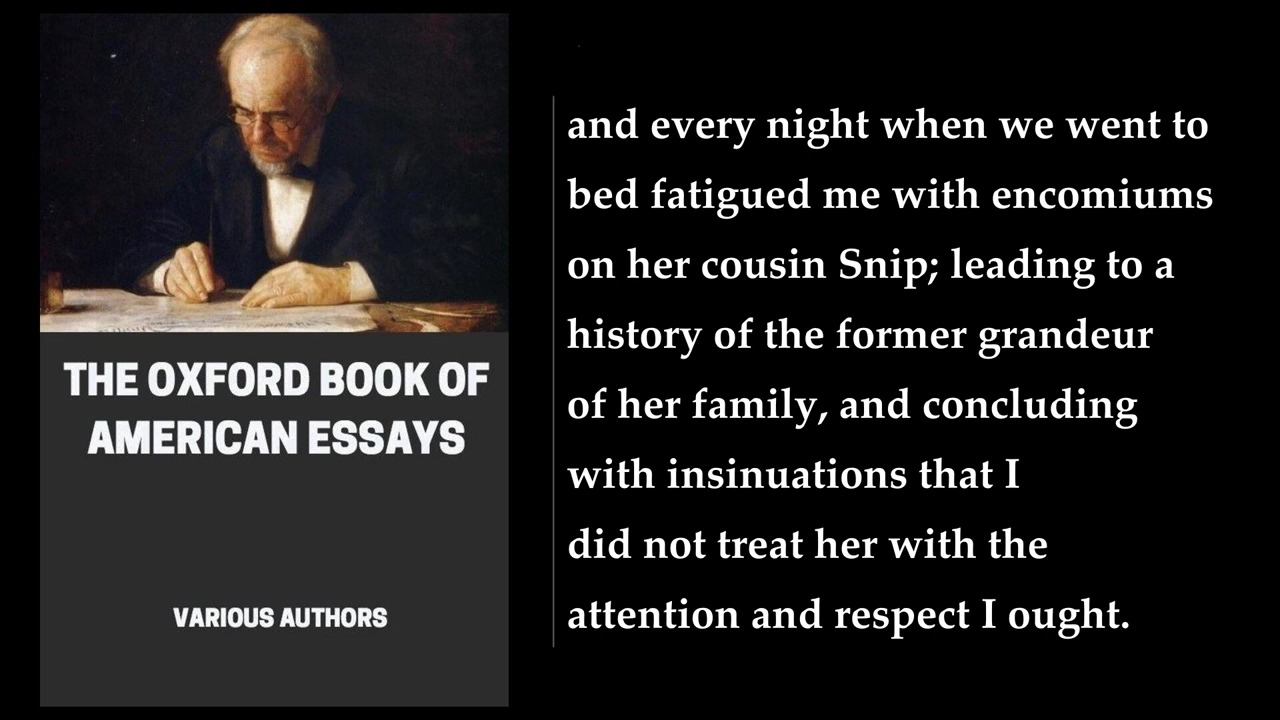 THE OXFORD BOOK OF
AMERICAN ESSAYS
VARIOUS AUTHORS
and every night when we went to
bed fatigued me with encomiums
on her cousin Snip; leading to a
history of the former grandeur
of her family, and concluding
with insinuations that I
did not treat her with the
attention and respect I ought.